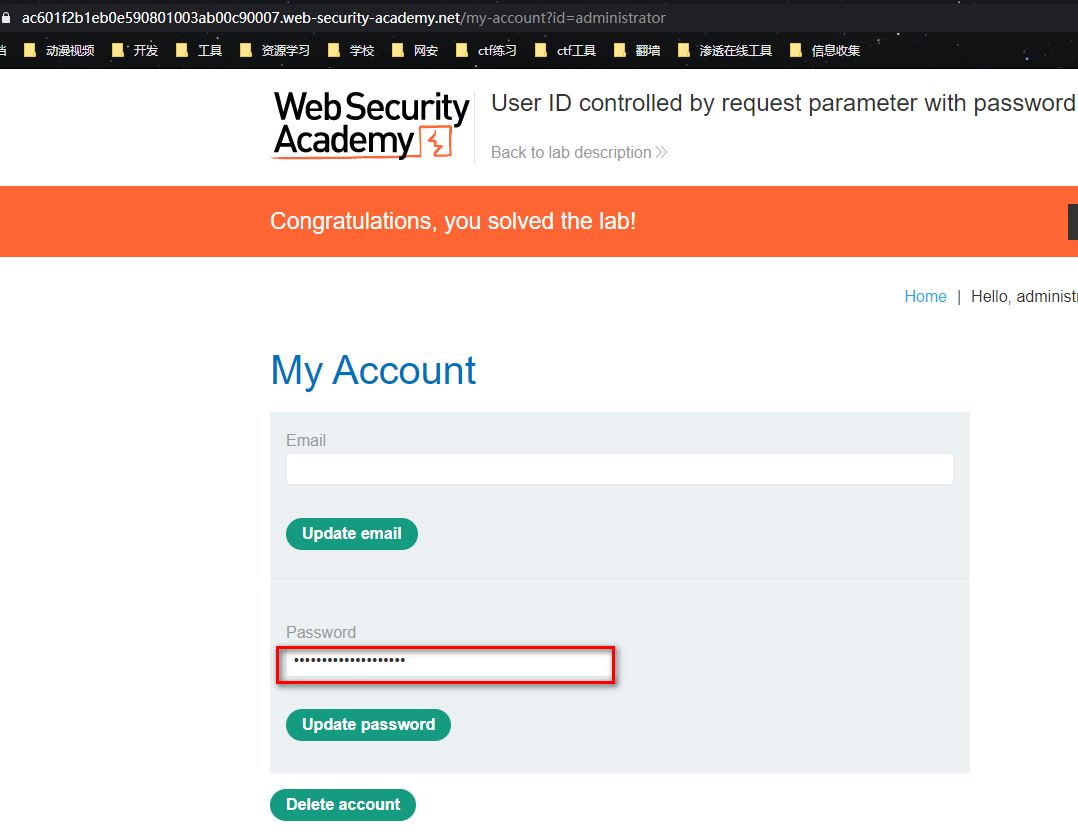 ac601f2b1eb0e590801003ab00c90007.web-security-academy.net/my-account?id=administrator
动漫视频 开发 工具 资源学习 学校 网安 ctf练习 ctf工具 翻墙 渗透在线工具 信息收集
WebSecurity
Academy
User ID controlled by request parameter with password
Back to lab description
Congratulations, you solved the lab!
Home | Hello, administr
My Account
Email
Update email
Password
Update password
Delete account